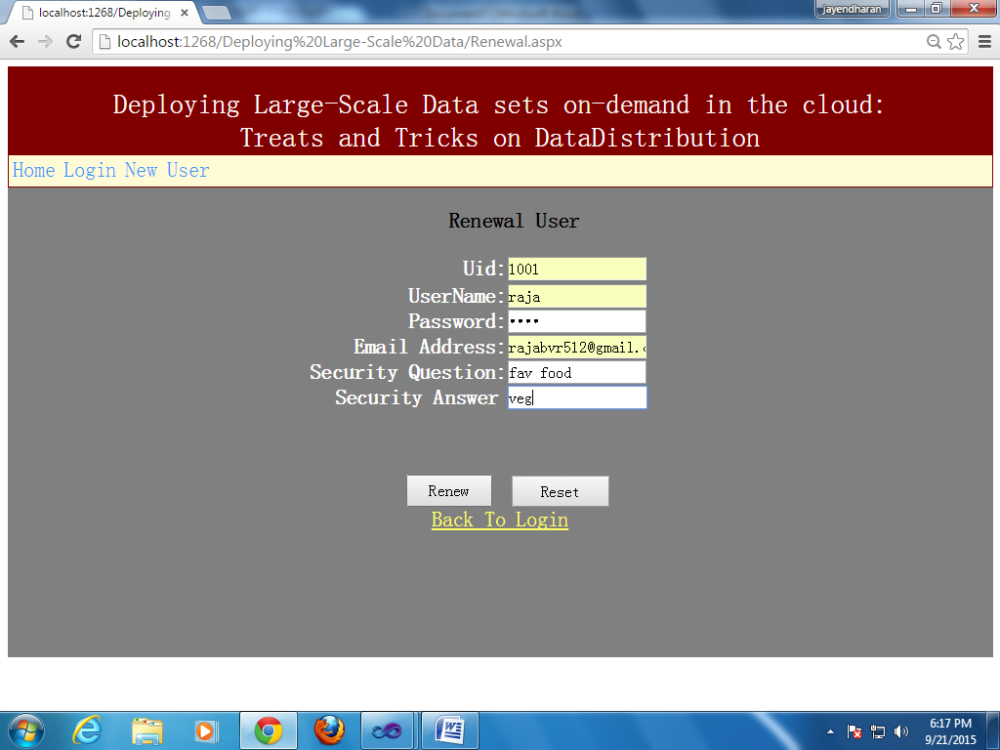 localhost:1268/Deploying
jayendharan
localhost:1268/Deploying%20Large-Scale%20Data/Renewal.aspx
Deploying Large-Scale Data sets on-demand in the cloud:
Treats and Tricks on DataDistribution
Home Login New User
Renewal User
Uid: 1001
UserName: raja
Password: ••••
Email Address: rajabvr512@gmail.
Security Question: fav food
Security Answer veg
Renew Reset
Back To Login
6:17 PM
9/21/2015